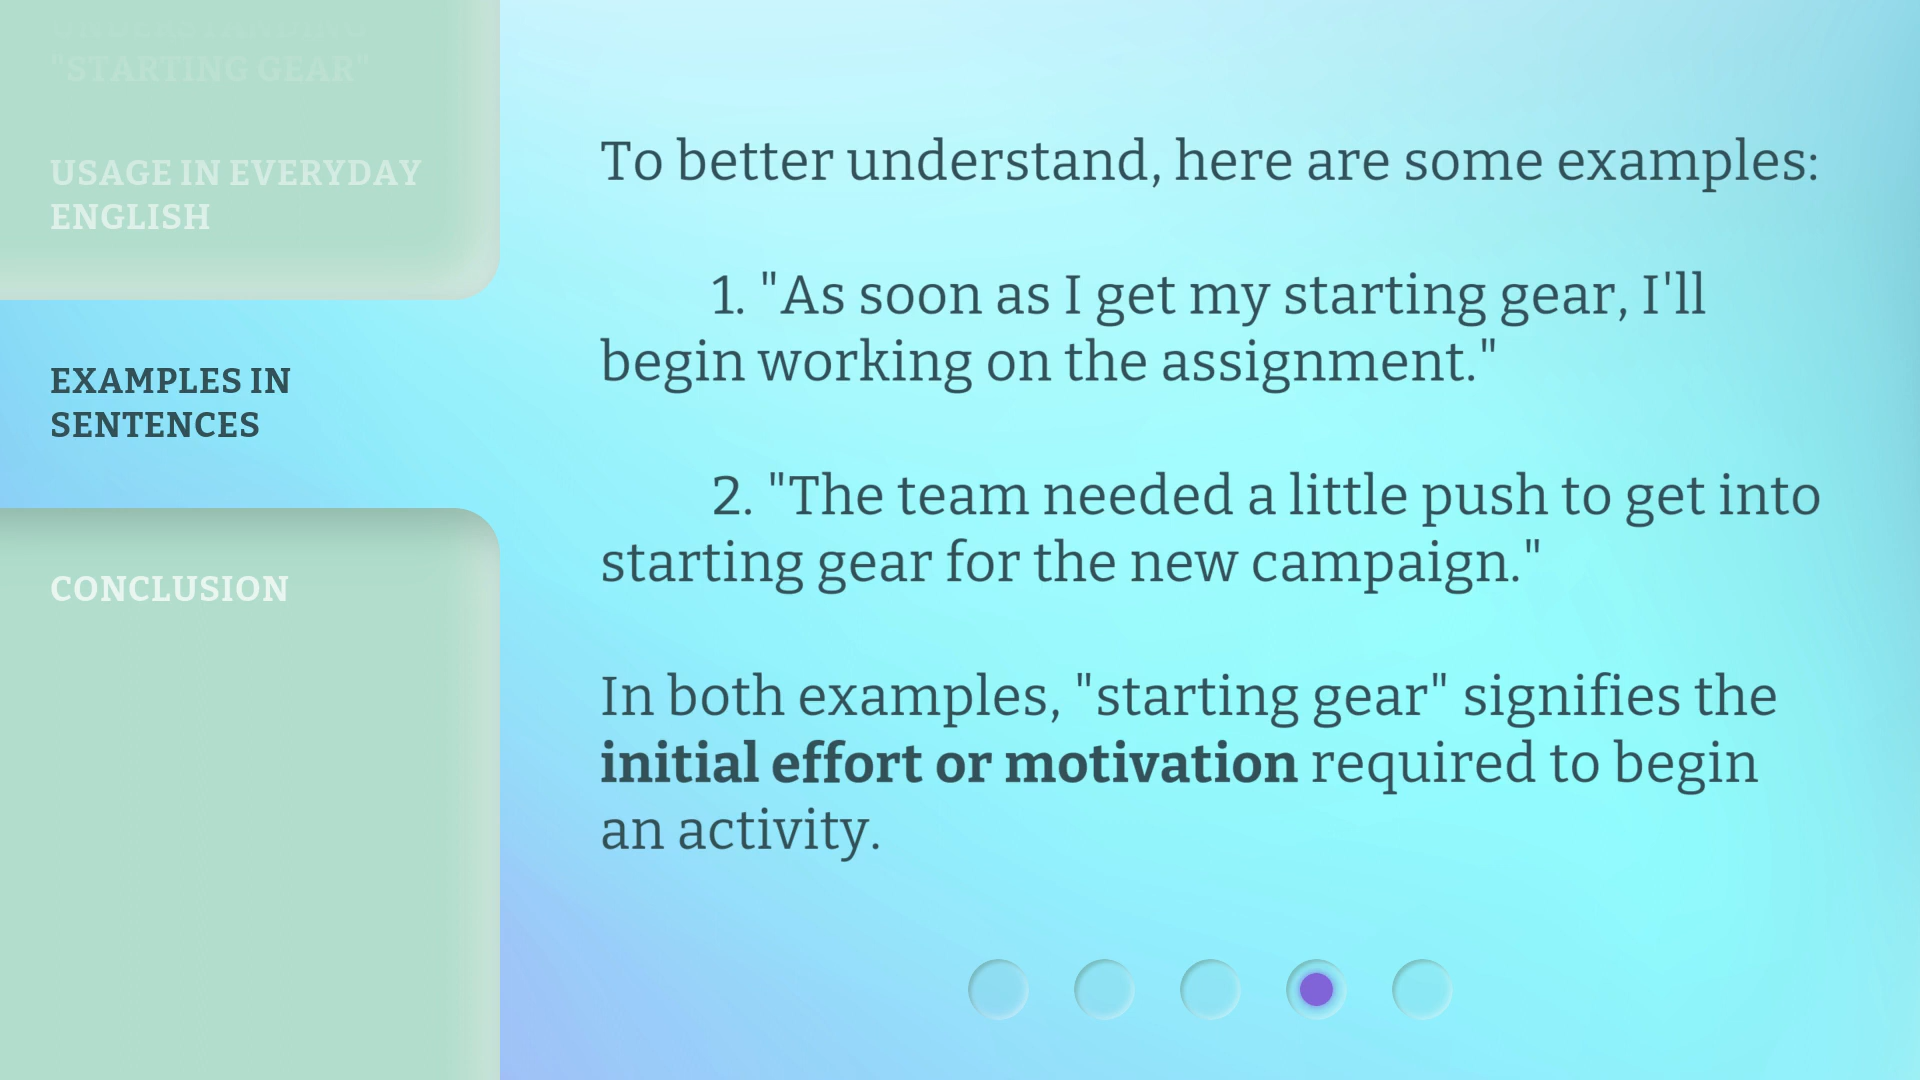 "STARTING GEAR"
USAGE IN EVERYDAY
ENGLISH
EXAMPLES IN
SENTENCES
CONCLUSION
To better understand, here are some examples:
1. "As soon as I get my starting gear, I'll
begin working on the assignment."
2. "The team needed a little push to get into
starting gear for the new campaign."
In both examples, "starting gear" signifies the
initial effort or motivation required to begin
an activity.